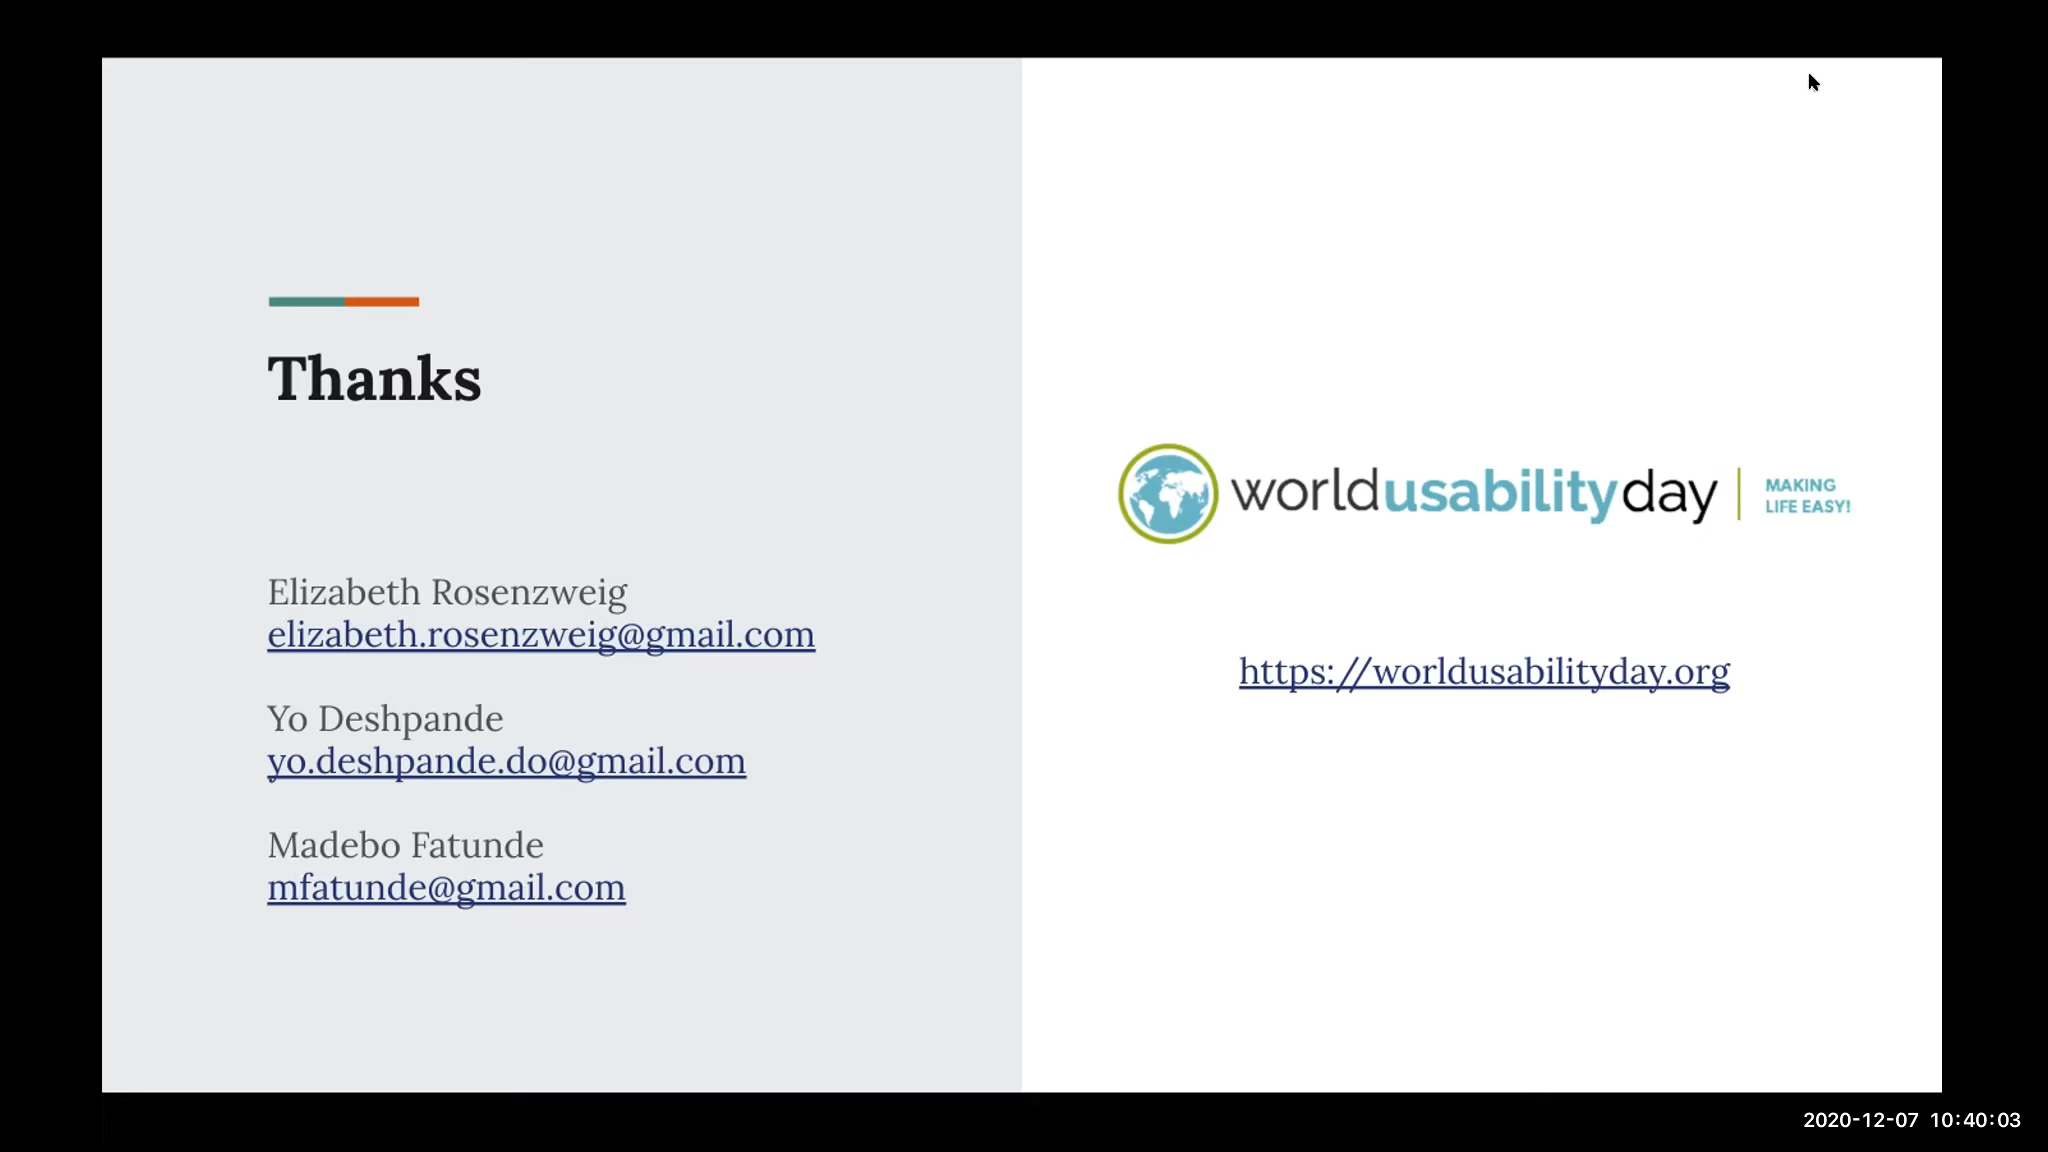 Thanks
Elizabeth Rosenzweig
elizabeth.rosenzweig@gmail.com
Yo Deshpande
yo.deshpande.do@gmail.com
Madebo Fatunde
mfatunde@gmail.com
worldusabilityday
MAKING
LIFE EASY!
https://worldusabilityday.org
2020-12-07 10:40:03